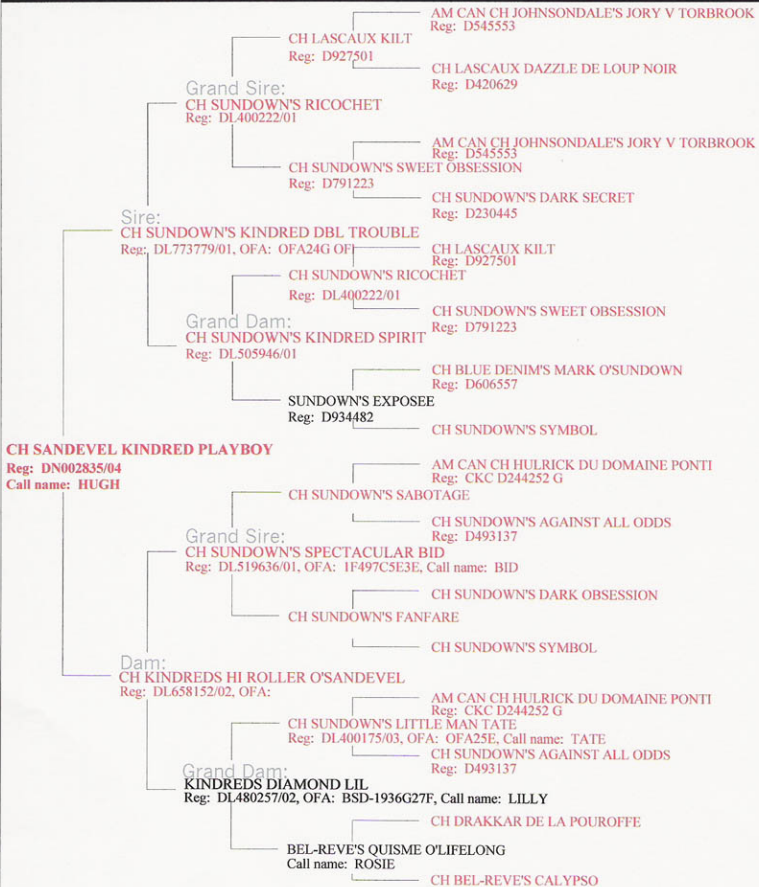 AM CAN CH JOHNSONDALE'S JORY V TORBROOK
Reg: D545553
CH LASCAUX KILT
Reg: D927501
CH LASCAUX DAZZLE DE LOUP NOIR
Reg: D420629
Grand Sire:
CH SUNDOWN'S RICOCHET
Reg: DL400222/01
AM CAN CH JOHNSONDALE'S JORY V TORBROOK
Reg: D545553
CH SUNDOWN'S SWEET OBSESSION
Reg: D791223
CH SUNDOWN'S DARK SECRET
Reg: D230445
Sire:
CH SUNDOWN'S KINDRED DBL TROUBLE
Reg: DL773779/01, OFA: OFA24G OFI
CH LASCAUX KILT
Reg: D927501
CH SUNDOWN'S RICOCHET
Reg: DL400222/01
CH SUNDOWN'S SWEET OBSESSION
Reg: D791223
Grand Dam:
CH SUNDOWN'S KINDRED SPIRIT
Reg: DL505946/01
CH BLUE DENIM'S MARK O'SUNDOWN
Reg: D606557
SUNDOWN'S EXPOSEE
Reg: D934482
CH SUNDOWN'S SYMBOL
CH SANDEVEL KINDRED PLAYBOY
Reg: DN002835/04
Call name: HUGH
AM CAN CH HULRICK DU DOMAINE PONTI
Reg: CKC D244252 G
CH SUNDOWN'S SABOTAGE
CH SUNDOWN'S AGAINST ALL ODDS
Reg: D493137
Grand Sire:
CH SUNDOWN'S SPECTACULAR BID
Reg: DL519636/01, OFA: 1F497C5E3E, Call name: BID
CH SUNDOWN'S DARK OBSESSION
CH SUNDOWN'S FANFARE
CH SUNDOWN'S SYMBOL
Dam:
CH KINDREDS HI ROLLER O'SANDEVEL
Reg: DL658152/02, OFA:
AM CAN CH HULRICK DU DOMAINE PONTI
Reg: CKC D244252 G
CH SUNDOWN'S LITTLE MAN TATE
Reg: DL400175/03, OFA: OFA25E, Call name: TATE
CH SUNDOWN'S AGAINST ALL ODDS
Reg: D493137
Grand Dam:
KINDREDS DIAMOND LIL
Reg: DL480257/02, OFA: BSD-1936G27F, Call name: LILLY
CH DRAKKAR DE LA POUROFFE
BEL-REVE'S QUISME O'LIFELONG
Call name: ROSIE
CH BEL-REVE'S CALYPSO